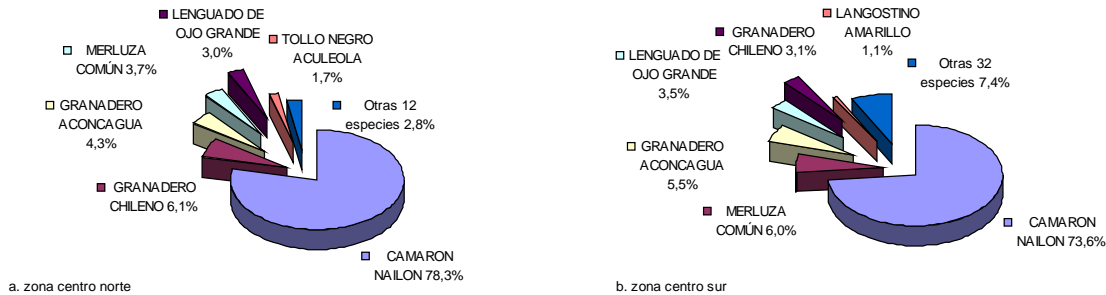 LENGUADO DE
OJO GRANDE
3,0%
TOLLO NEGRO
ACULEOLA
1,7%
MERLUZA
COMÚN 3,7%
GRANADERO
ACONCAGUA
4,3%
Otras 12
especies 2,8%
GRANADERO
CHILENO 6,1%
CAMARON
NAILON 78,3%
a. zona centro norte
LANGOSTINO
AMARILLO
1,1%
GRANADERO
CHILENO 3,1%
LENGUADO DE
OJO GRANDE
3,5%
Otras 32
especies 7,4%
GRANADERO
ACONCAGUA
5,5%
MERLUZA
COMÚN 6,0%
CAMARON
NAILON 73,6%
b. zona centro sur